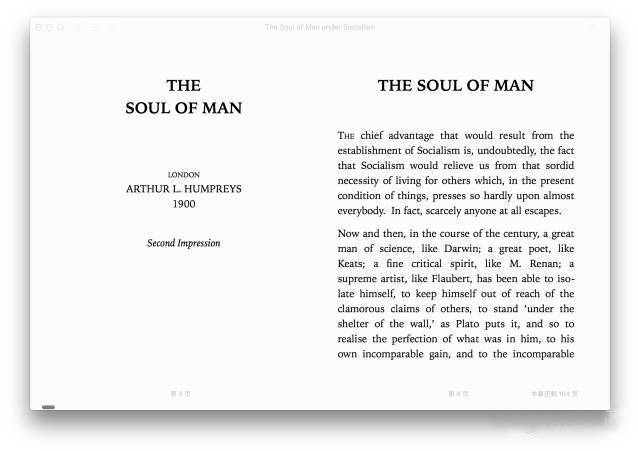 The Soul of Man under Socialism
THE
SOUL OF MAN
LONDON
ARTHUR L. HUMPREYS
1900
Second Impression
第 3 页
THE SOUL OF MAN
THE chief advantage that would result from the
establishment of Socialism is, undoubtedly, the fact
that Socialism would relieve us from that sordid
necessity of living for others which, in the present
condition of things, presses so hardly upon almost
everybody. In fact, scarcely anyone at all escapes.
Now and then, in the course of the century, a great
man of science, like Darwin; a great poet, like
Keats; a fine critical spirit, like M. Renan; a
supreme artist, like Flaubert, has been able to iso-
late himself, to keep himself out of reach of the
clamorous claims of others, to stand ‘under the
shelter of the wall,’ as Plato puts it, and so to
realise the perfection of what was in him, to his
own incomparable gain, and to the incomparable
第 4 页
本章还剩 104 页